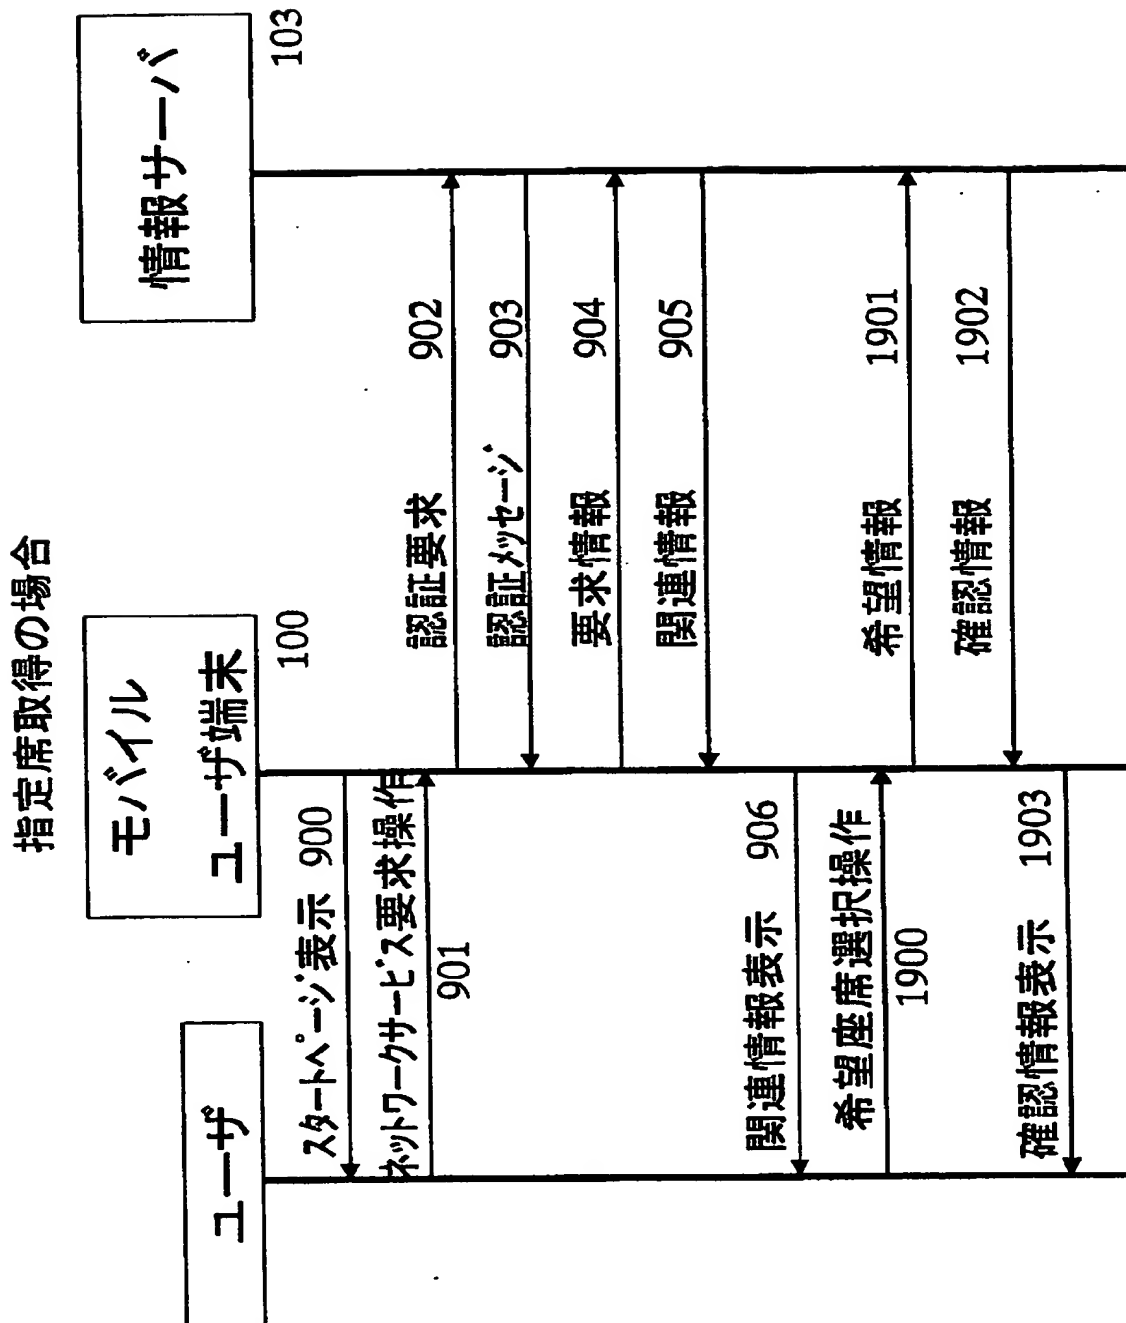 指定席取得の場合
ユーザ
モバイル
ユーザ端末
100
情報サーバ
103
スタートページ表示 900
ネットワークサービス要求操作
901
認証要求 902
認証メッセージ 903
要求情報 904
関連情報 905
関連情報表示 906
希望座席選択操作
1900
希望情報 1901
確認情報 1902
確認情報表示 1903